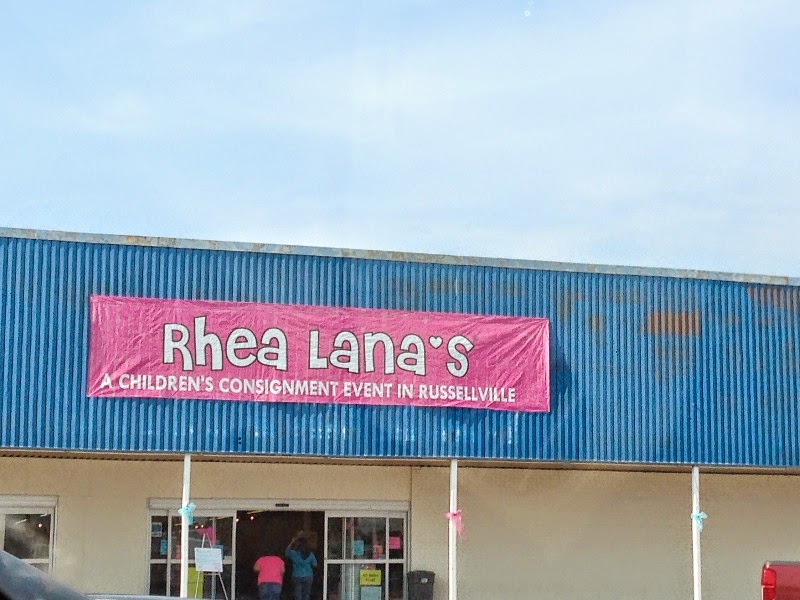 Rhea Lana's
A CHILDREN'S CONSIGNMENT EVENT IN RUSSELLVILLE